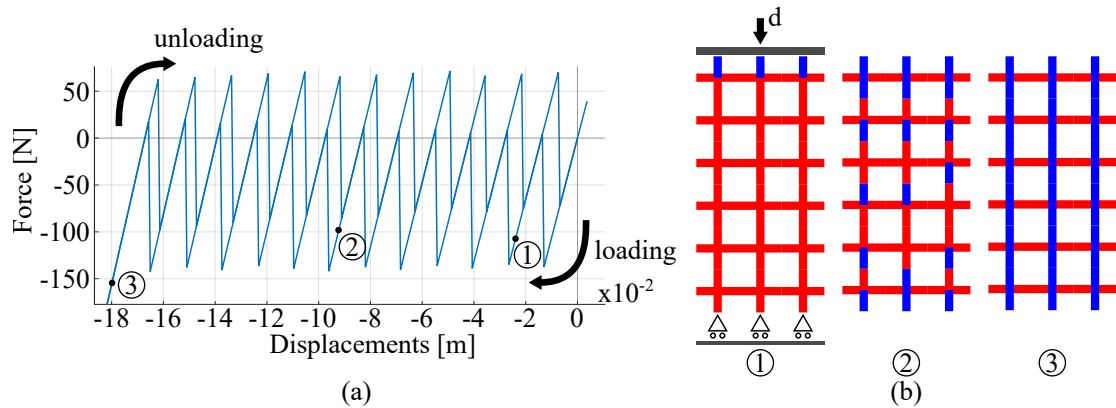 unloading
50
0
-50
-100
-150
Force [N]
1
2
3
loading
x10-2
-18 -16 -14 -12 -10 -8 -6 -4 -2 0
Displacements [m]
(a)
d
1 2 3
(b)